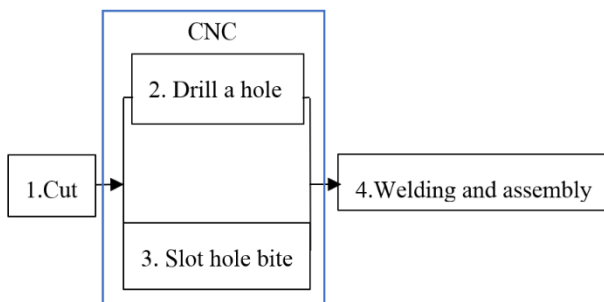 CNC
2. Drill a hole
1.Cut
4.Welding and assembly
3. Slot hole bite